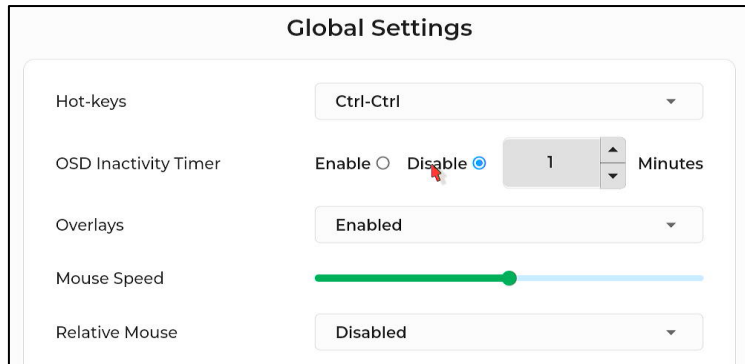 Global Settings
Hot-keys Ctrl-Ctrl
OSD Inactivity Timer Enable Disable 1 Minutes
Overlays Enabled
Mouse Speed
Relative Mouse Disabled